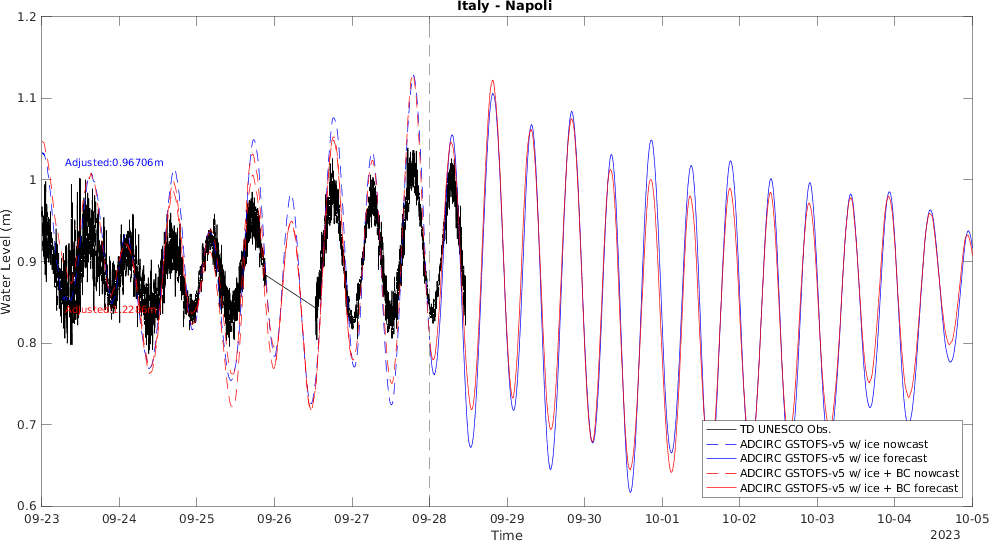 Italy - Napoli
1.2
1.1
1
0.9
0.8
0.7
0.6
Water Level (m)
Adjusted:0.96706m
TD UNESCO Obs.
ADCIRC GSTOFS-v5 w/ ice nowcast
ADCIRC GSTOFS-v5 w/ ice forecast
ADCIRC GSTOFS-v5 w/ ice + BC nowcast
ADCIRC GSTOFS-v5 w/ ice + BC forecast
09-23 09-24 09-25 09-26 09-27 09-28 09-29 09-30 10-01 10-02 10-03 10-04 10-05
Time
2023